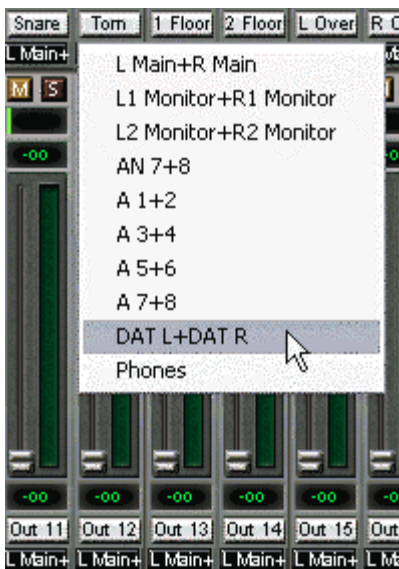 Snare Tom 1 Floor 2 Floor L Over R
L Main+
M S
L Main+R Main
L1 Monitor+R1 Monitor
L2 Monitor+R2 Monitor
AN 7+8
-oo
A 1+2
A 3+4
A 5+6
A 7+8
DAT L+DAT R
Phones
-oo -oo -oo -oo -oo
Out 11 Out 12 Out 13 Out 14 Out 15 Out
L Main+ L Main+ L Main+ L Main+ L Main+ L Ma